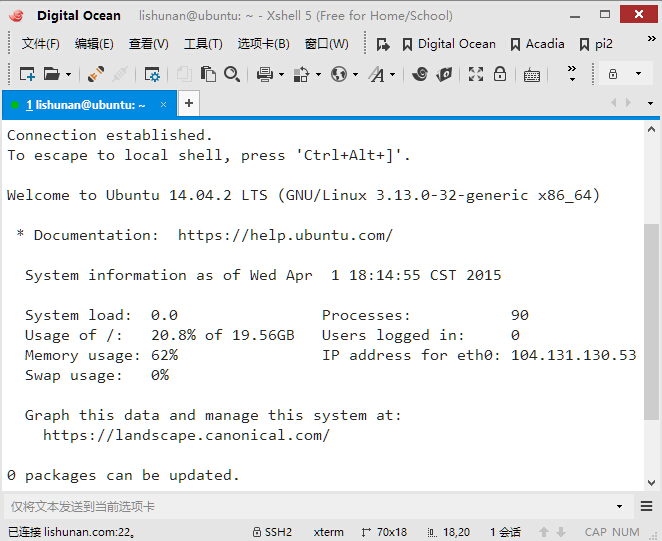 Digital Ocean lishunan@ubuntu: ~ - Xshell 5 (Free for Home/School)
文件(F) 编辑(E) 查看(V) 工具(T) 选项卡(B) 窗口(W) Digital Ocean Acadia pi2 »
1 lishunan@ubuntu: ~ × +
Connection established.
To escape to local shell, press 'Ctrl+Alt+]'.
Welcome to Ubuntu 14.04.2 LTS (GNU/Linux 3.13.0-32-generic x86_64)
* Documentation: https://help.ubuntu.com/
System information as of Wed Apr 1 18:14:55 CST 2015
System load: 0.0 Processes: 90
Usage of /: 20.8% of 19.56GB Users logged in: 0
Memory usage: 62% IP address for eth0: 104.131.130.53
Swap usage: 0%
Graph this data and manage this system at:
https://landscape.canonical.com/
0 packages can be updated.
仅将文本发送到当前选项卡
已连接 lishunan.com:22。 SSH2 xterm 70x18 18,20 1 会话 CAP NUM